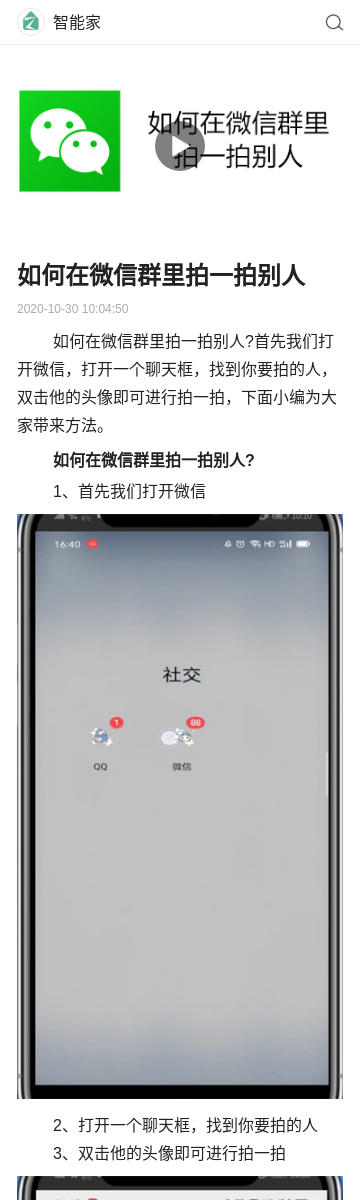 智能家
如何在微信群里
拍一拍别人
如何在微信群里拍一拍别人
2020-10-30 10:04:50
如何在微信群里拍一拍别人?首先我们打
开微信，打开一个聊天框，找到你要拍的人，
双击他的头像即可进行拍一拍，下面小编为大
家带来方法。
如何在微信群里拍一拍别人?
1、首先我们打开微信
16:40
HD
社交
1
88
QQ
微信
2、打开一个聊天框，找到你要拍的人
3、双击他的头像即可进行拍一拍